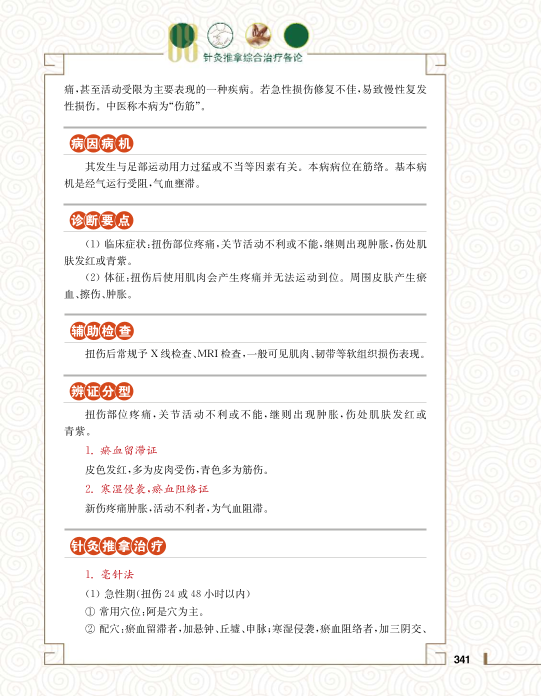 针灸推拿综合治疗备论
痛,甚至活动受限为主要表现的一种疾病。若急性损伤修复不佳,易致慢性复发
性损伤。中医称本病为“伤筋”。
病因病机
其发生与足部运动用力过猛或不当等因素有关。本病病位在筋络。基本病
机是经气运行受阻,气血壅滞。
诊断要点
(1) 临床症状:扭伤部位疼痛,关节活动不利或不能,继则出现肿胀,伤处肌
肤发红或青紫。
(2) 体征:扭伤后使用肌肉会产生疼痛并无法运动到位。周围皮肤产生瘀
血、擦伤、肿胀。
辅助检查
扭伤后常规予 X 线检查、MRI 检查,一般可见肌肉、韧带等软组织损伤表现。
辨证分型
扭伤部位疼痛,关节活动不利或不能,继则出现肿胀,伤处肌肤发红或
青紫。
1. 瘀血留滞证
皮色发红,多为皮肉受伤,青色多为筋伤。
2. 寒湿侵袭,瘀血阻络证
新伤疼痛肿胀,活动不利者,为气血阻滞。
针灸推拿治疗
1. 毫针法
(1) 急性期(扭伤 24 或 48 小时以内)
① 常用穴位:阿是穴为主。
② 配穴:瘀血留滞者,加悬钟、丘墟、申脉;寒湿侵袭,瘀血阻络者,加三阴交、
341